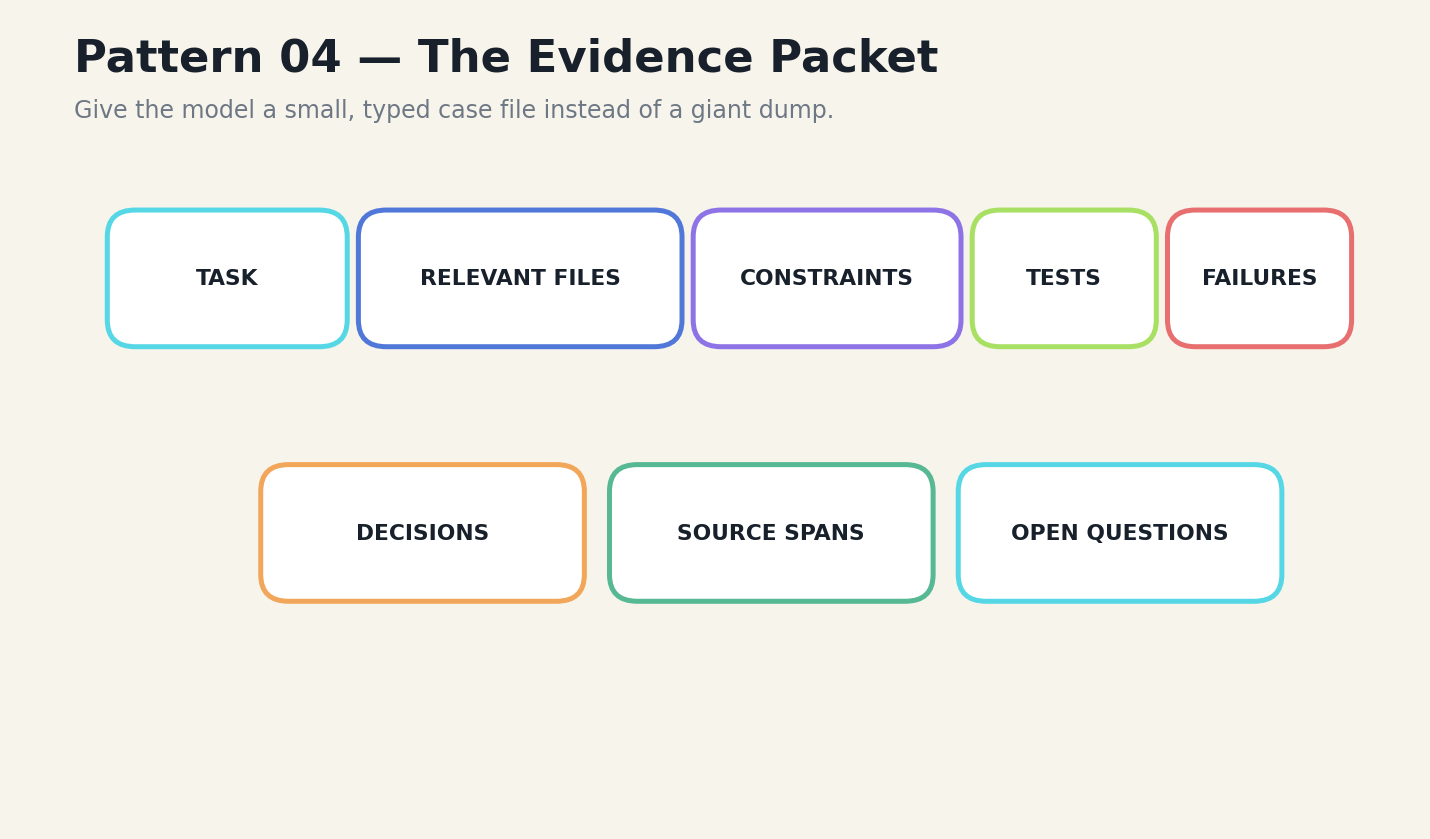 Pattern 04 — The Evidence Packet
Give the model a small, typed case file instead of a giant dump.
TASK
RELEVANT FILES
CONSTRAINTS
TESTS
FAILURES
DECISIONS
SOURCE SPANS
OPEN QUESTIONS